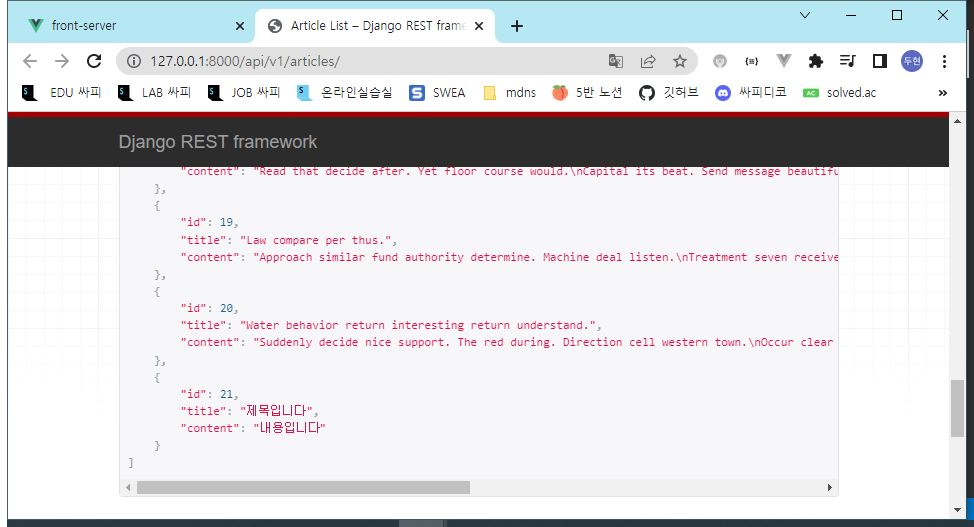 front-server
Article List – Django REST frame
127.0.0.1:8000/api/v1/articles/
두현
EDU 싸피
LAB 싸피
JOB 싸피
온라인실습실
SWEA
mdns
5반 노션
깃허브
싸피디코
AC
solved.ac
Django REST framework
"content": "Read that decide after. Yet floor course would.\nCapital its beat. Send message beautifu
},
{
"id": 19,
"title": "Law compare per thus.",
"content": "Approach similar fund authority determine. Machine deal listen.\nTreatment seven receive
},
{
"id": 20,
"title": "Water behavior return interesting return understand.",
"content": "Suddenly decide nice support. The red during. Direction cell western town.\nOccur clear
},
{
"id": 21,
"title": "제목입니다",
"content": "내용입니다"
}
]